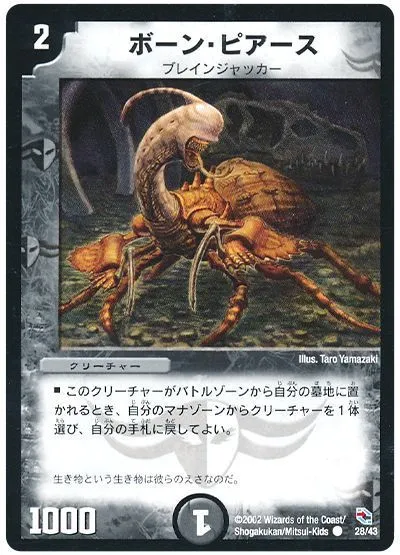 2
ボーン・ピアース
ブレインジャッカー
Illus. Taro Yamazaki
クリーチャー
■ このクリーチャーがバトルゾーンから自分の墓地に置
かれるとき、自分のマナゾーンからクリーチャーを1体
選び、自分の手札に戻してよい。
生き物という生き物は彼らのえさなのだ。
1000
1
©2002 Wizards of the Coast/
Shogakukan/Mitsui-Kids
28/43